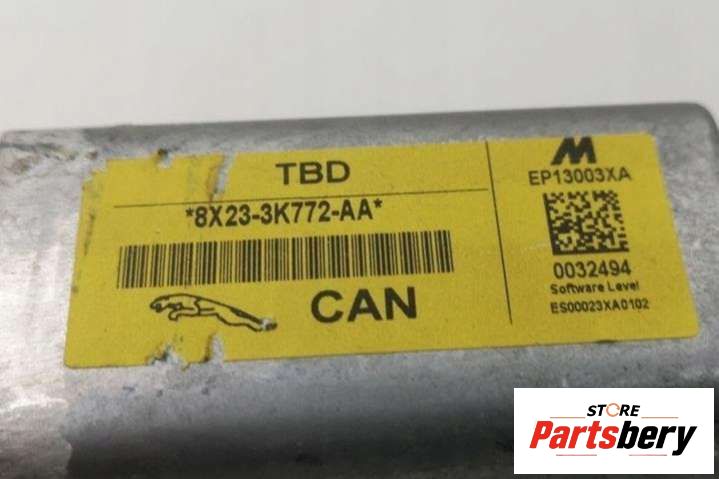 TBD
*8X23-3K772-AA*
CAN
M
EP13003XA
0032494
Software Level
ES00023XA0102
STORE
Partsbery